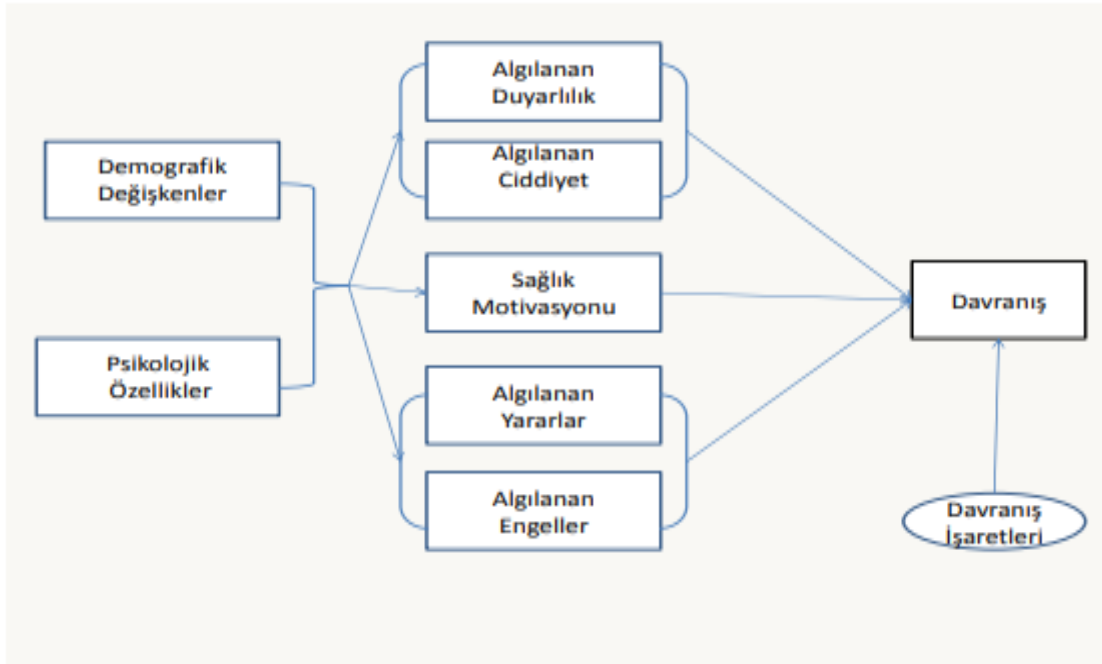 Algılanan
Duyarlılık
Demografik
Değişkenler
Algılanan
Ciddiyet
Sağlık
Motivasyonu
Davranış
Psikolojik
Özellikler
Algılanan
Yararlar
Algılanan
Engeller
Davranış
İşaretleri